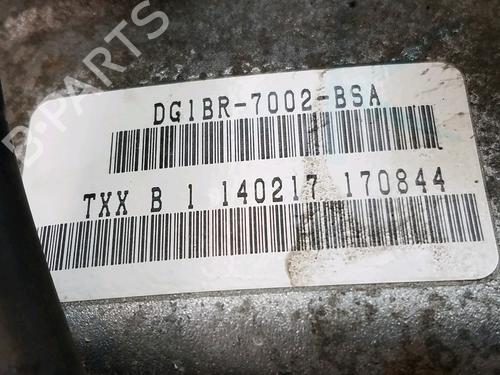 B-PARTS
DG1BR-7002-BSA
TXX B 1 140217 170844